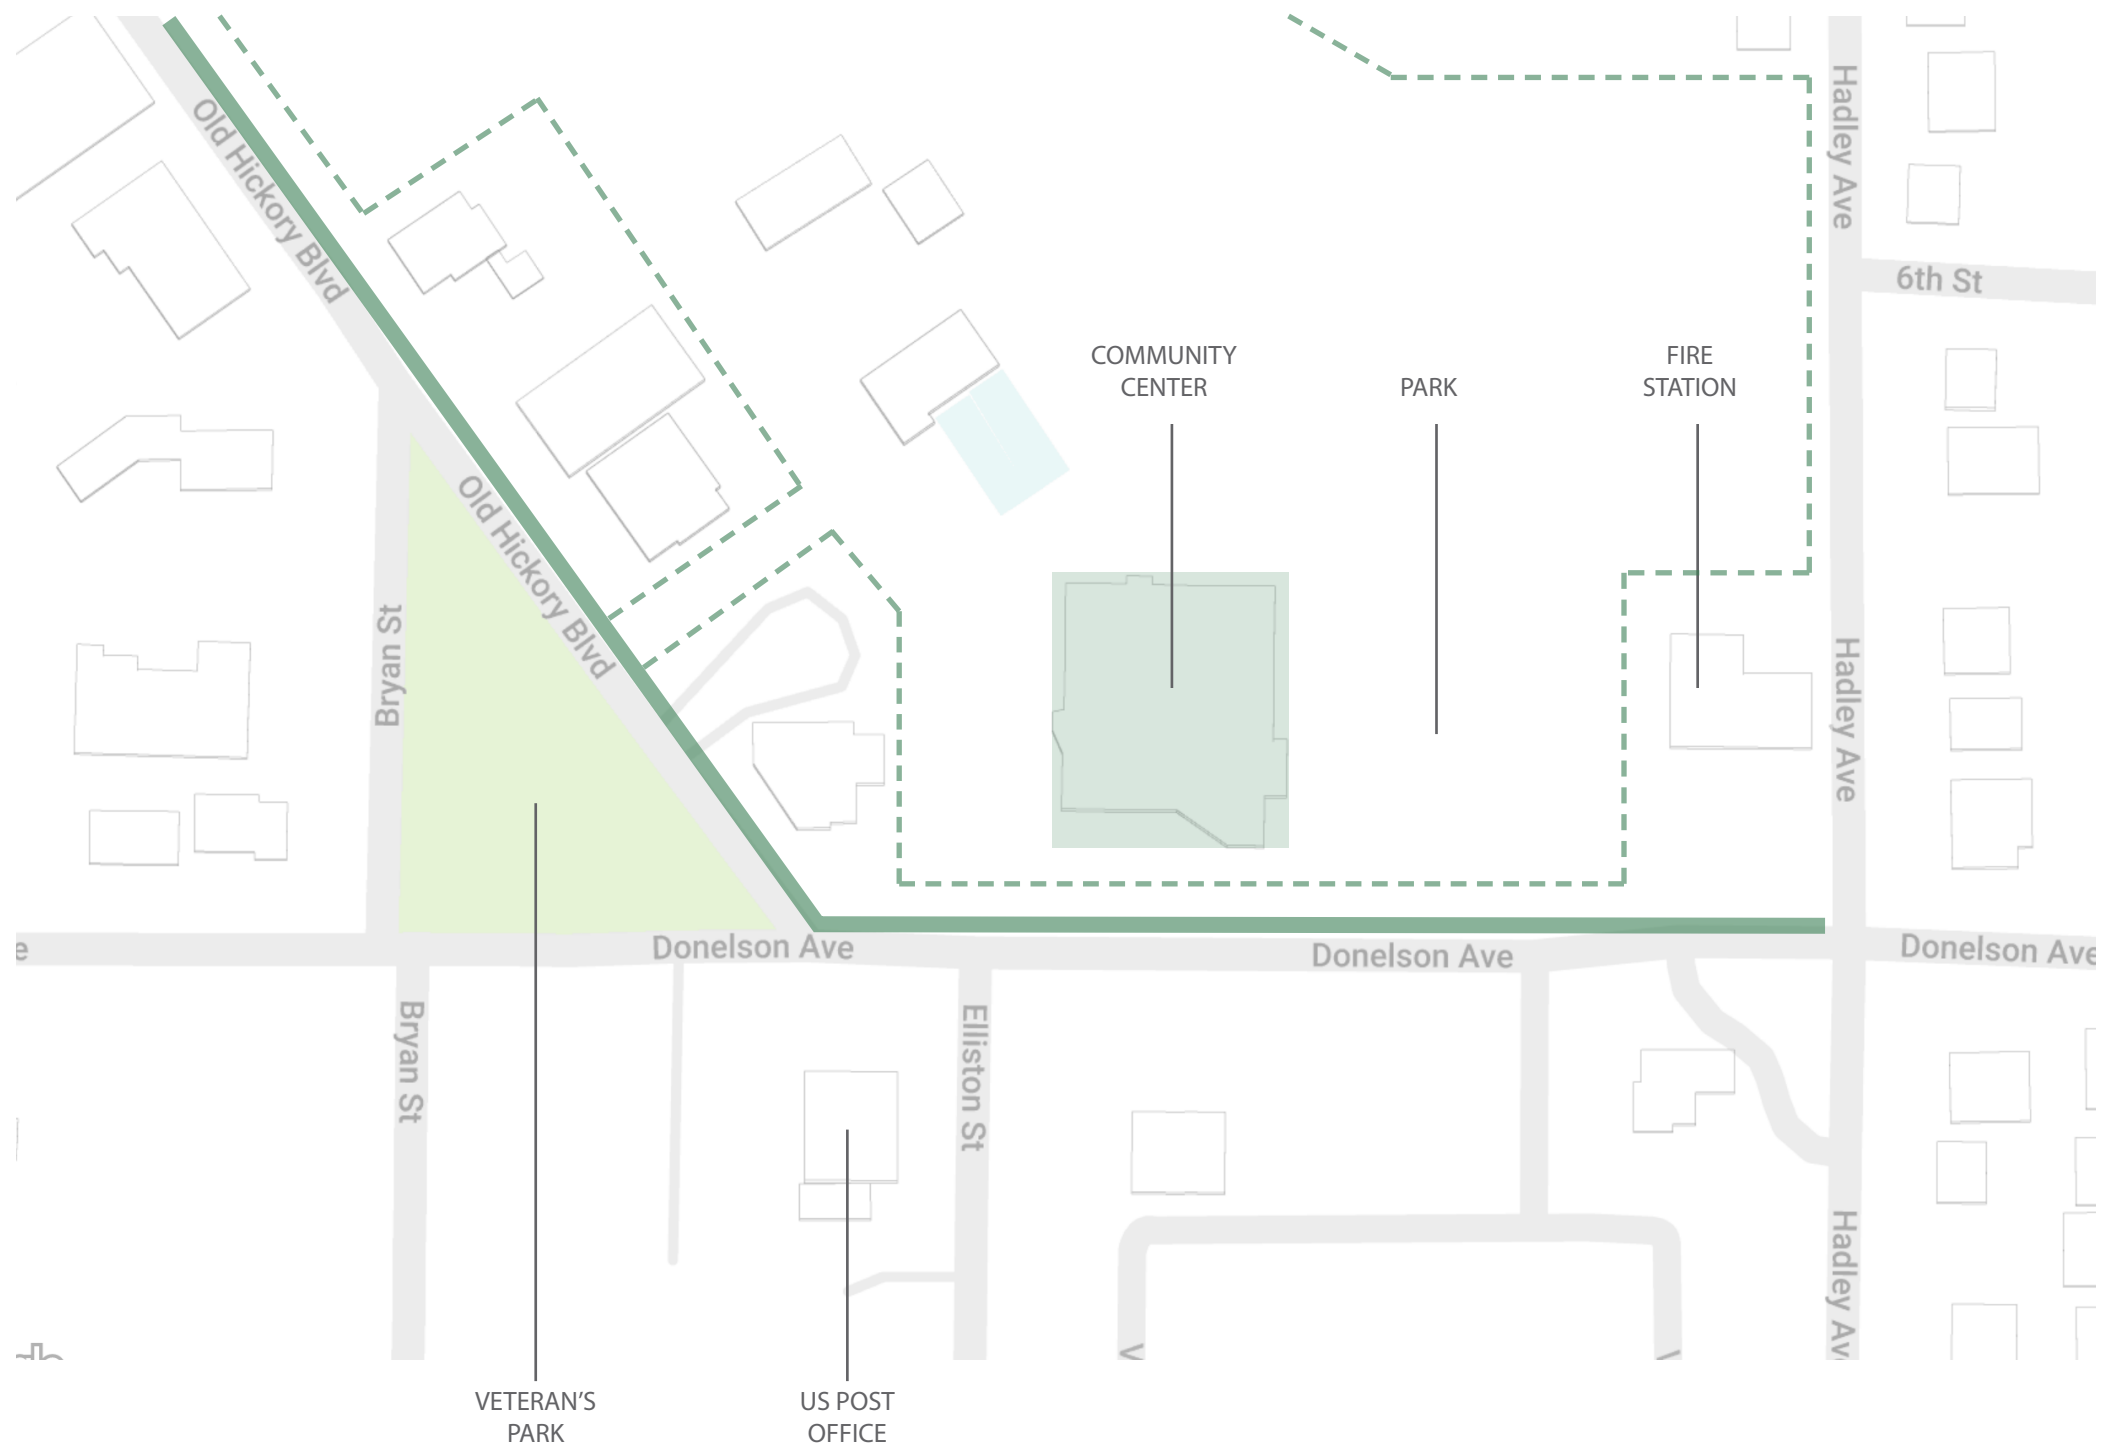 Hadley Ave
Old Hickory Blvd
6th St
COMMUNITY
CENTER
PARK
FIRE
STATION
Old Hickory Blvd
Bryan St
Hadley Ave
e
Donelson Ave
Donelson Ave
Donelson Ave
Bryan St
Elliston St
Hadley Ave
V
V
VETERAN'S
PARK
US POST
OFFICE